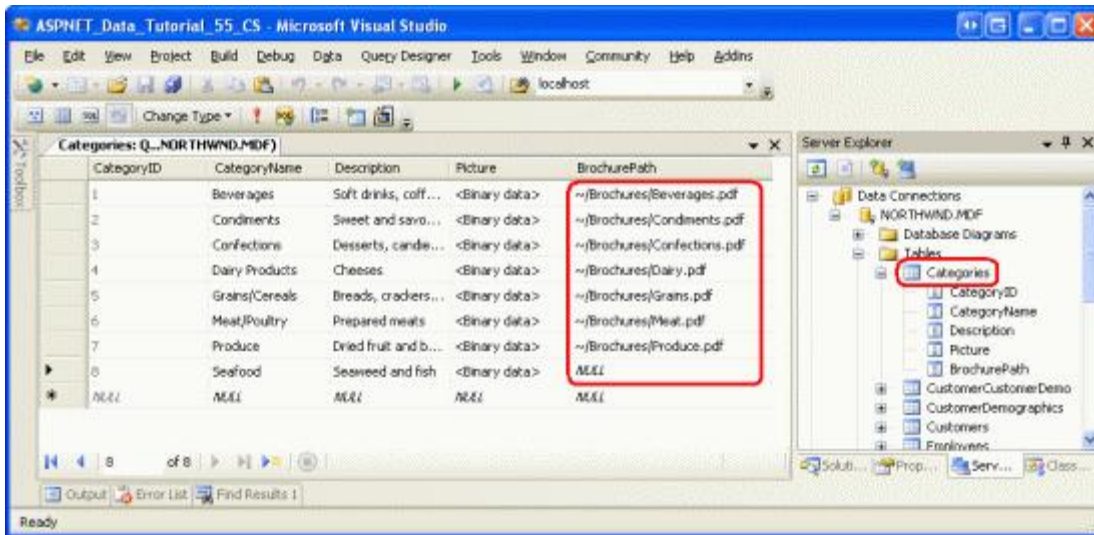 ASPNET_Data_Tutorial_55_CS - Microsoft Visual Studio
File Edit View Project Build Debug Data Query Designer Tools Window Community Help Addins
localhost
Change Type
Categories: Q...NORTHWND.MDF)
Toolbox
CategoryID CategoryName Description Picture BrochurePath
1 Beverages Soft drinks, coff... <Binary data> ~/Brochures/Beverages.pdf
2 Condiments Sweet and savo... <Binary data> ~/Brochures/Condiments.pdf
3 Confections Desserts, candie... <Binary data> ~/Brochures/Confections.pdf
4 Dairy Products Cheeses <Binary data> ~/Brochures/Dairy.pdf
5 Grains/Cereals Breads, crackers... <Binary data> ~/Brochures/Grains.pdf
6 Meat/Poultry Prepared meats <Binary data> ~/Brochures/Meat.pdf
7 Produce Dried fruit and b... <Binary data> ~/Brochures/Produce.pdf
8 Seafood Seaweed and fish <Binary data> NULL
NULL NULL NULL NULL NULL
8 of 8
Server Explorer
Data Connections
NORTHWND.MDF
Database Diagrams
Tables
Categories
CategoryID
CategoryName
Description
Picture
BrochurePath
CustomerCustomerDemo
CustomerDemographics
Customers
Employees
Soluti... Prop... Serv... Class...
Output Error List Find Results 1
Ready